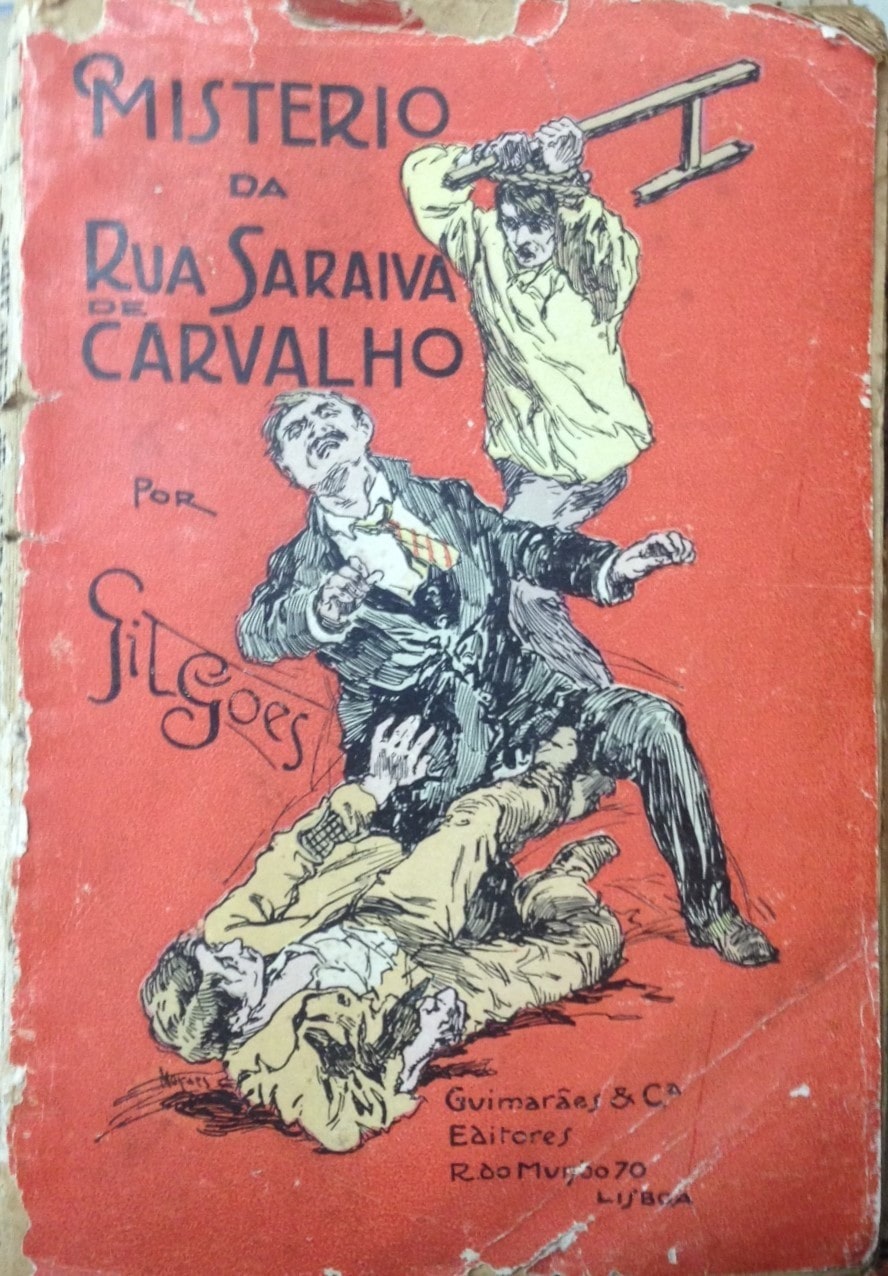 O MISTERIO
DA
RUA SARAIVA
DE
CARVALHO
POR
Gil Goes
Guimarães & Cª
Editores
R. do Mundo 70
LISBOA